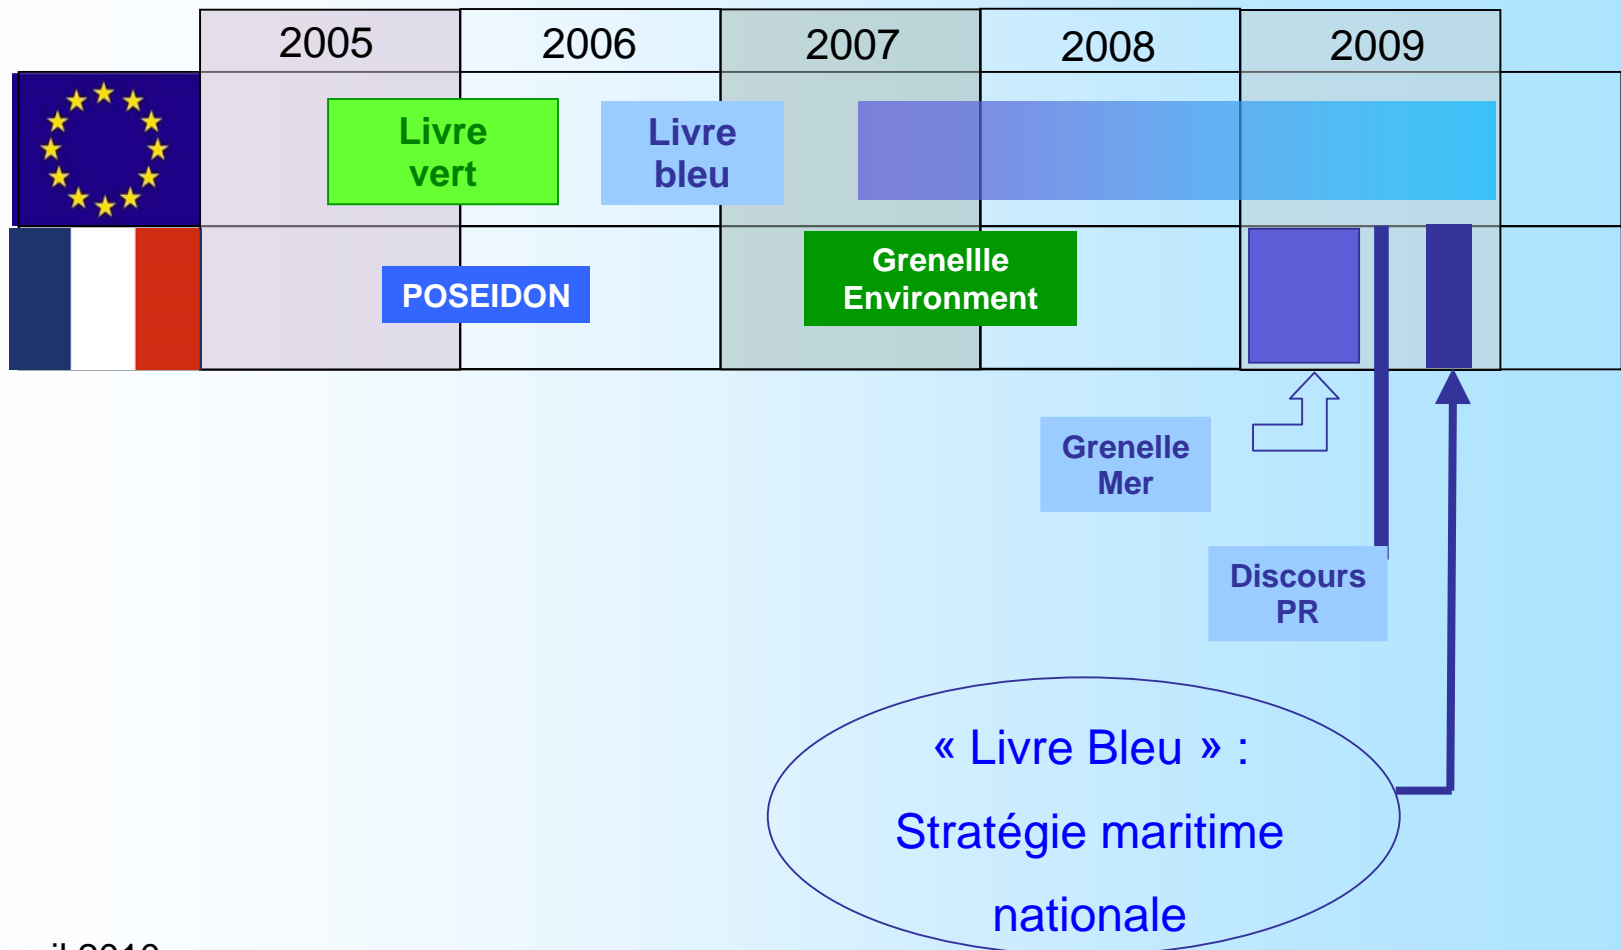 2005 2006 2007 2008 2009
Livre
vert
Livre
bleu
POSEIDON
Grenellle
Environment
Grenelle
Mer
Discours
PR
« Livre Bleu » :
Stratégie maritime
nationale
2010